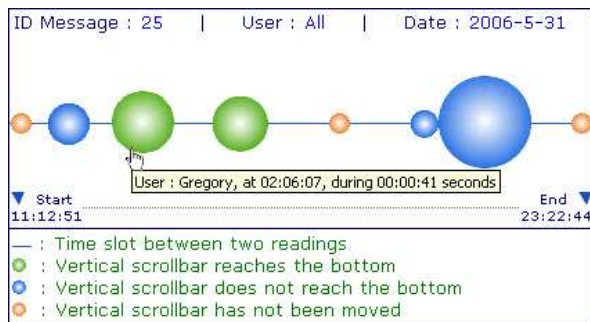 ID Message : 25 | User : All | Date : 2006-5-31
User : Gregory, at 02:06:07, during 00:00:41 seconds
Start End
11:12:51 23:22:44
— : Time slot between two readings
: Vertical scrollbar reaches the bottom
: Vertical scrollbar does not reach the bottom
: Vertical scrollbar has not been moved